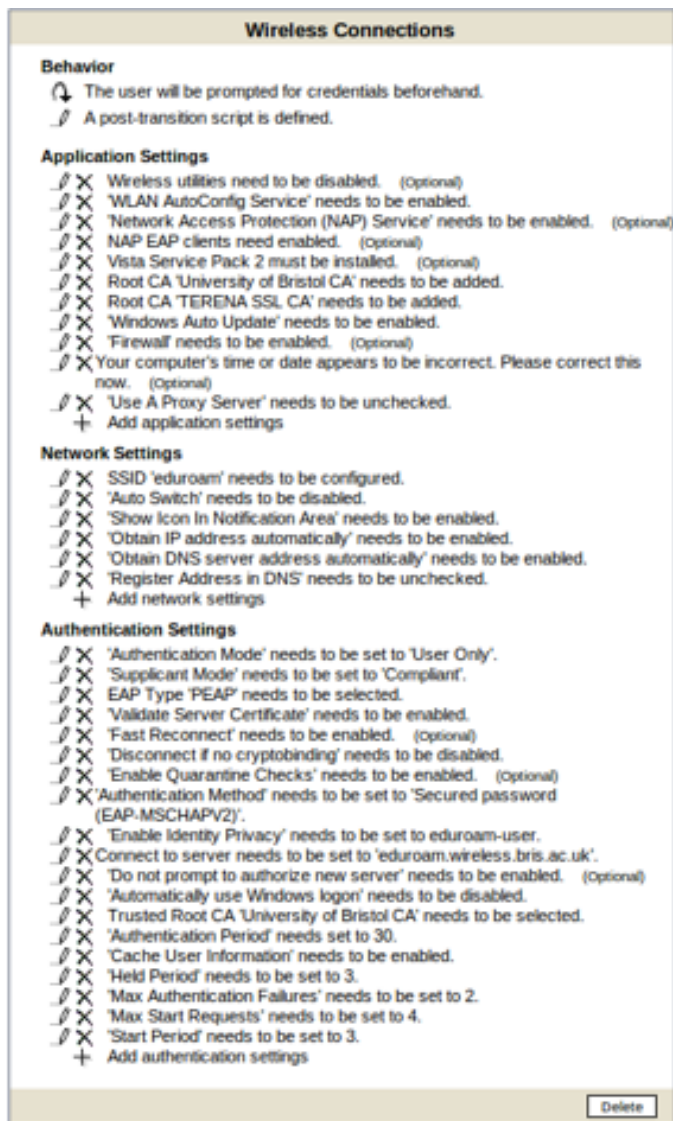 Wireless Connections
Behavior
The user will be prompted for credentials beforehand.
A post-transition script is defined.
Application Settings
Wireless utilities need to be disabled. (Optional)
'WLAN AutoConfig Service' needs to be enabled.
'Network Access Protection (NAP) Service' needs to be enabled. (Optional)
NAP EAP clients need enabled. (Optional)
Vista Service Pack 2 must be installed. (Optional)
Root CA 'University of Bristol CA' needs to be added.
Root CA 'TERENA SSL CA' needs to be added.
'Windows Auto Update' needs to be enabled.
'Firewall' needs to be enabled. (Optional)
Your computer's time or date appears to be incorrect. Please correct this
now. (Optional)
'Use A Proxy Server' needs to be unchecked.
Add application settings
Network Settings
SSID 'eduroam' needs to be configured.
'Auto Switch' needs to be disabled.
'Show Icon In Notification Area' needs to be enabled.
'Obtain IP address automatically' needs to be enabled.
'Obtain DNS server address automatically' needs to be enabled.
'Register Address in DNS' needs to be unchecked.
Add network settings
Authentication Settings
'Authentication Mode' needs to be set to 'User Only'.
'Supplicant Mode' needs to be set to 'Compliant'.
EAP Type 'PEAP' needs to be selected.
'Validate Server Certificate' needs to be enabled.
'Fast Reconnect' needs to be enabled. (Optional)
'Disconnect if no cryptobinding' needs to be disabled.
'Enable Quarantine Checks' needs to be enabled. (Optional)
'Authentication Method' needs to be set to 'Secured password
(EAP-MSCHAPV2)'.
'Enable Identity Privacy' needs to be set to eduroam-user.
Connect to server needs to be set to 'eduroam.wireless.bris.ac.uk'.
'Do not prompt to authorize new server' needs to be enabled. (Optional)
'Automatically use Windows logon' needs to be disabled.
Trusted Root CA 'University of Bristol CA' needs to be selected.
'Authentication Period' needs set to 30.
'Cache User Information' needs to be enabled.
'Held Period' needs to be set to 3.
'Max Authentication Failures' needs to be set to 2.
'Max Start Requests' needs to be set to 4.
'Start Period' needs to be set to 3.
Add authentication settings
Delete